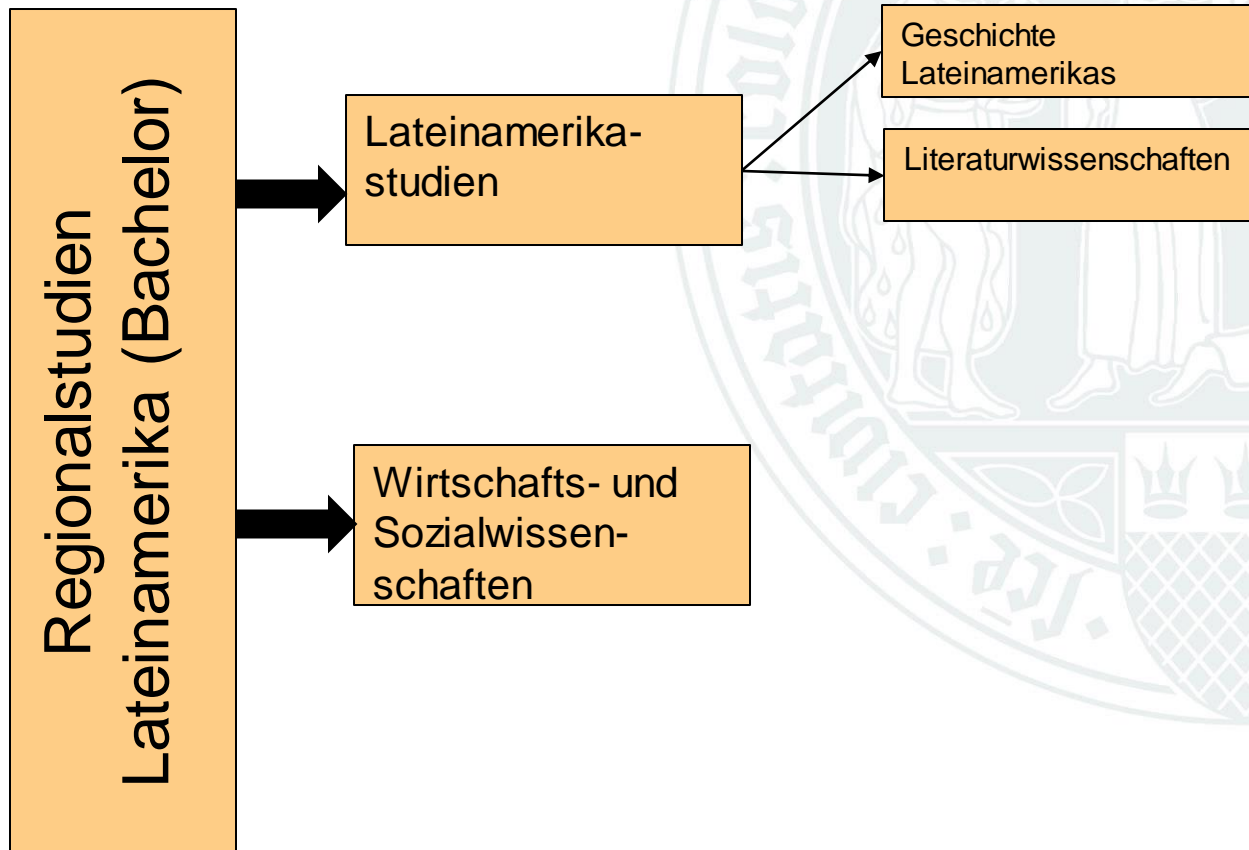 Regionalstudien
Lateinamerika (Bachelor)
Lateinamerika-
studien
Geschichte
Lateinamerikas
Literaturwissenschaften
Wirtschafts- und
Sozialwissen-
schaften